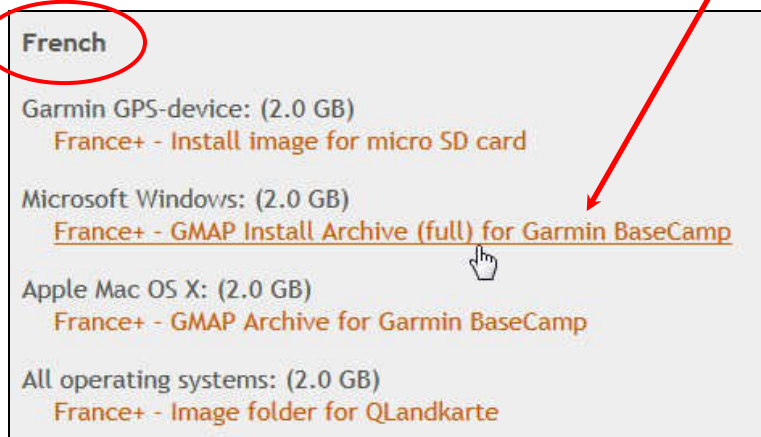 French
Garmin GPS-device: (2.0 GB)
France+ - Install image for micro SD card
Microsoft Windows: (2.0 GB)
France+ - GMAP Install Archive (full) for Garmin BaseCamp
Apple Mac OS X: (2.0 GB)
France+ - GMAP Archive for Garmin BaseCamp
All operating systems: (2.0 GB)
France+ - Image folder for QLandkarte